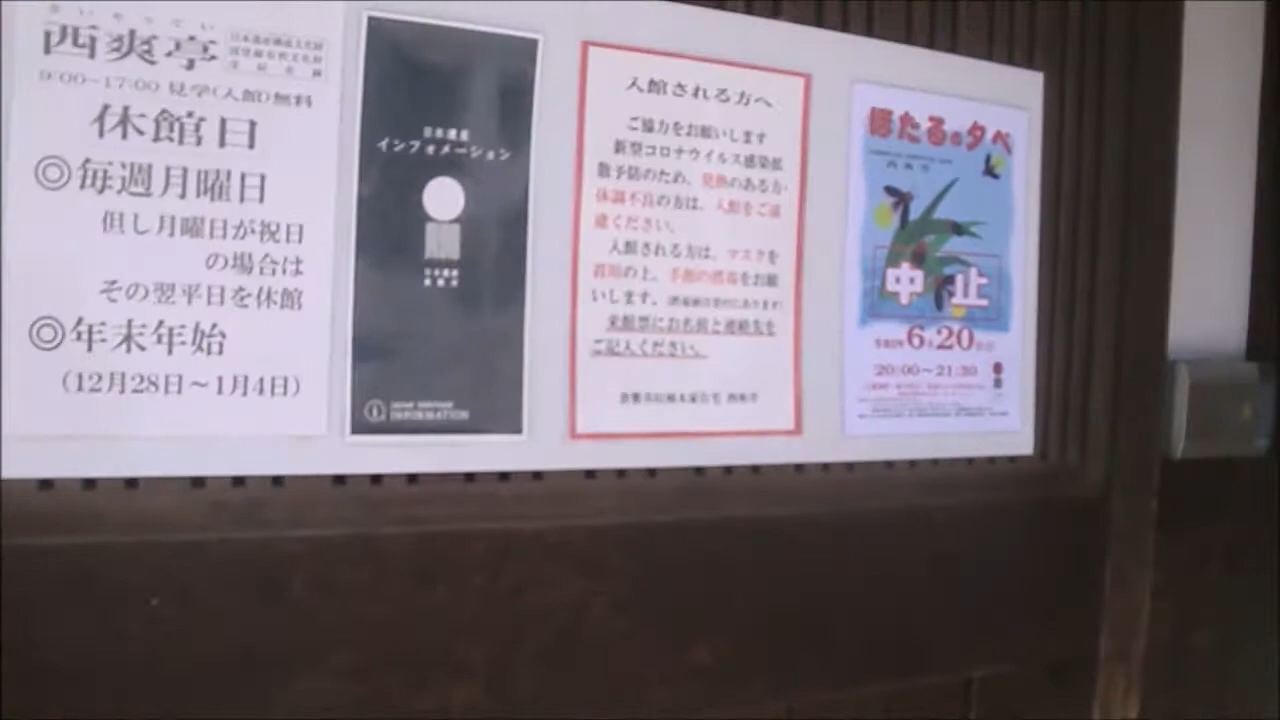 さいそうてい
西爽亭
9:00~17:00 見学(入館)無料
休館日
◎毎週月曜日
但し月曜日が祝日
の場合は
その翌平日を休館
◎年末年始
(12月28日~1月4日)
日本遺産
インフォメーション
INFORMATION
入館される方へ
ご協力をお願いします
新型コロナウイルス感染拡
散予防のため、発熱のある方・
体調不良の方は、入館をご遠
慮ください。
入館される方は、マスクを
着用の上、手指の消毒をお願
いします。
来館票にお名前と連絡先を
ご記入ください。
ほたるの夕べ
中止
6月20
20:00~21:30